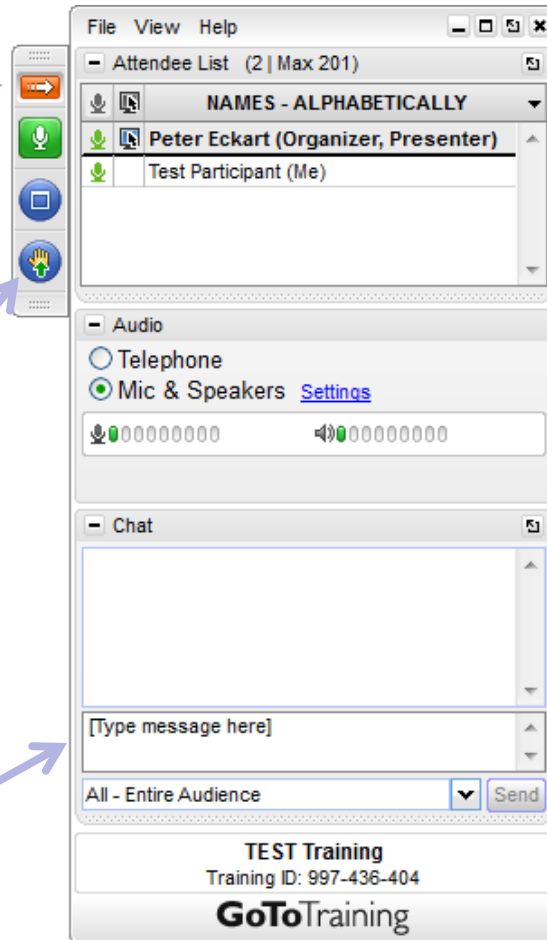 File View Help
Attendee List (2 | Max 201)
NAMES - ALPHABETICALLY
Peter Eckart (Organizer, Presenter)
Test Participant (Me)
Audio
Telephone
Mic & Speakers Settings
Chat
[Type message here]
All - Entire Audience Send
TEST Training
Training ID: 997-436-404
GoToTraining